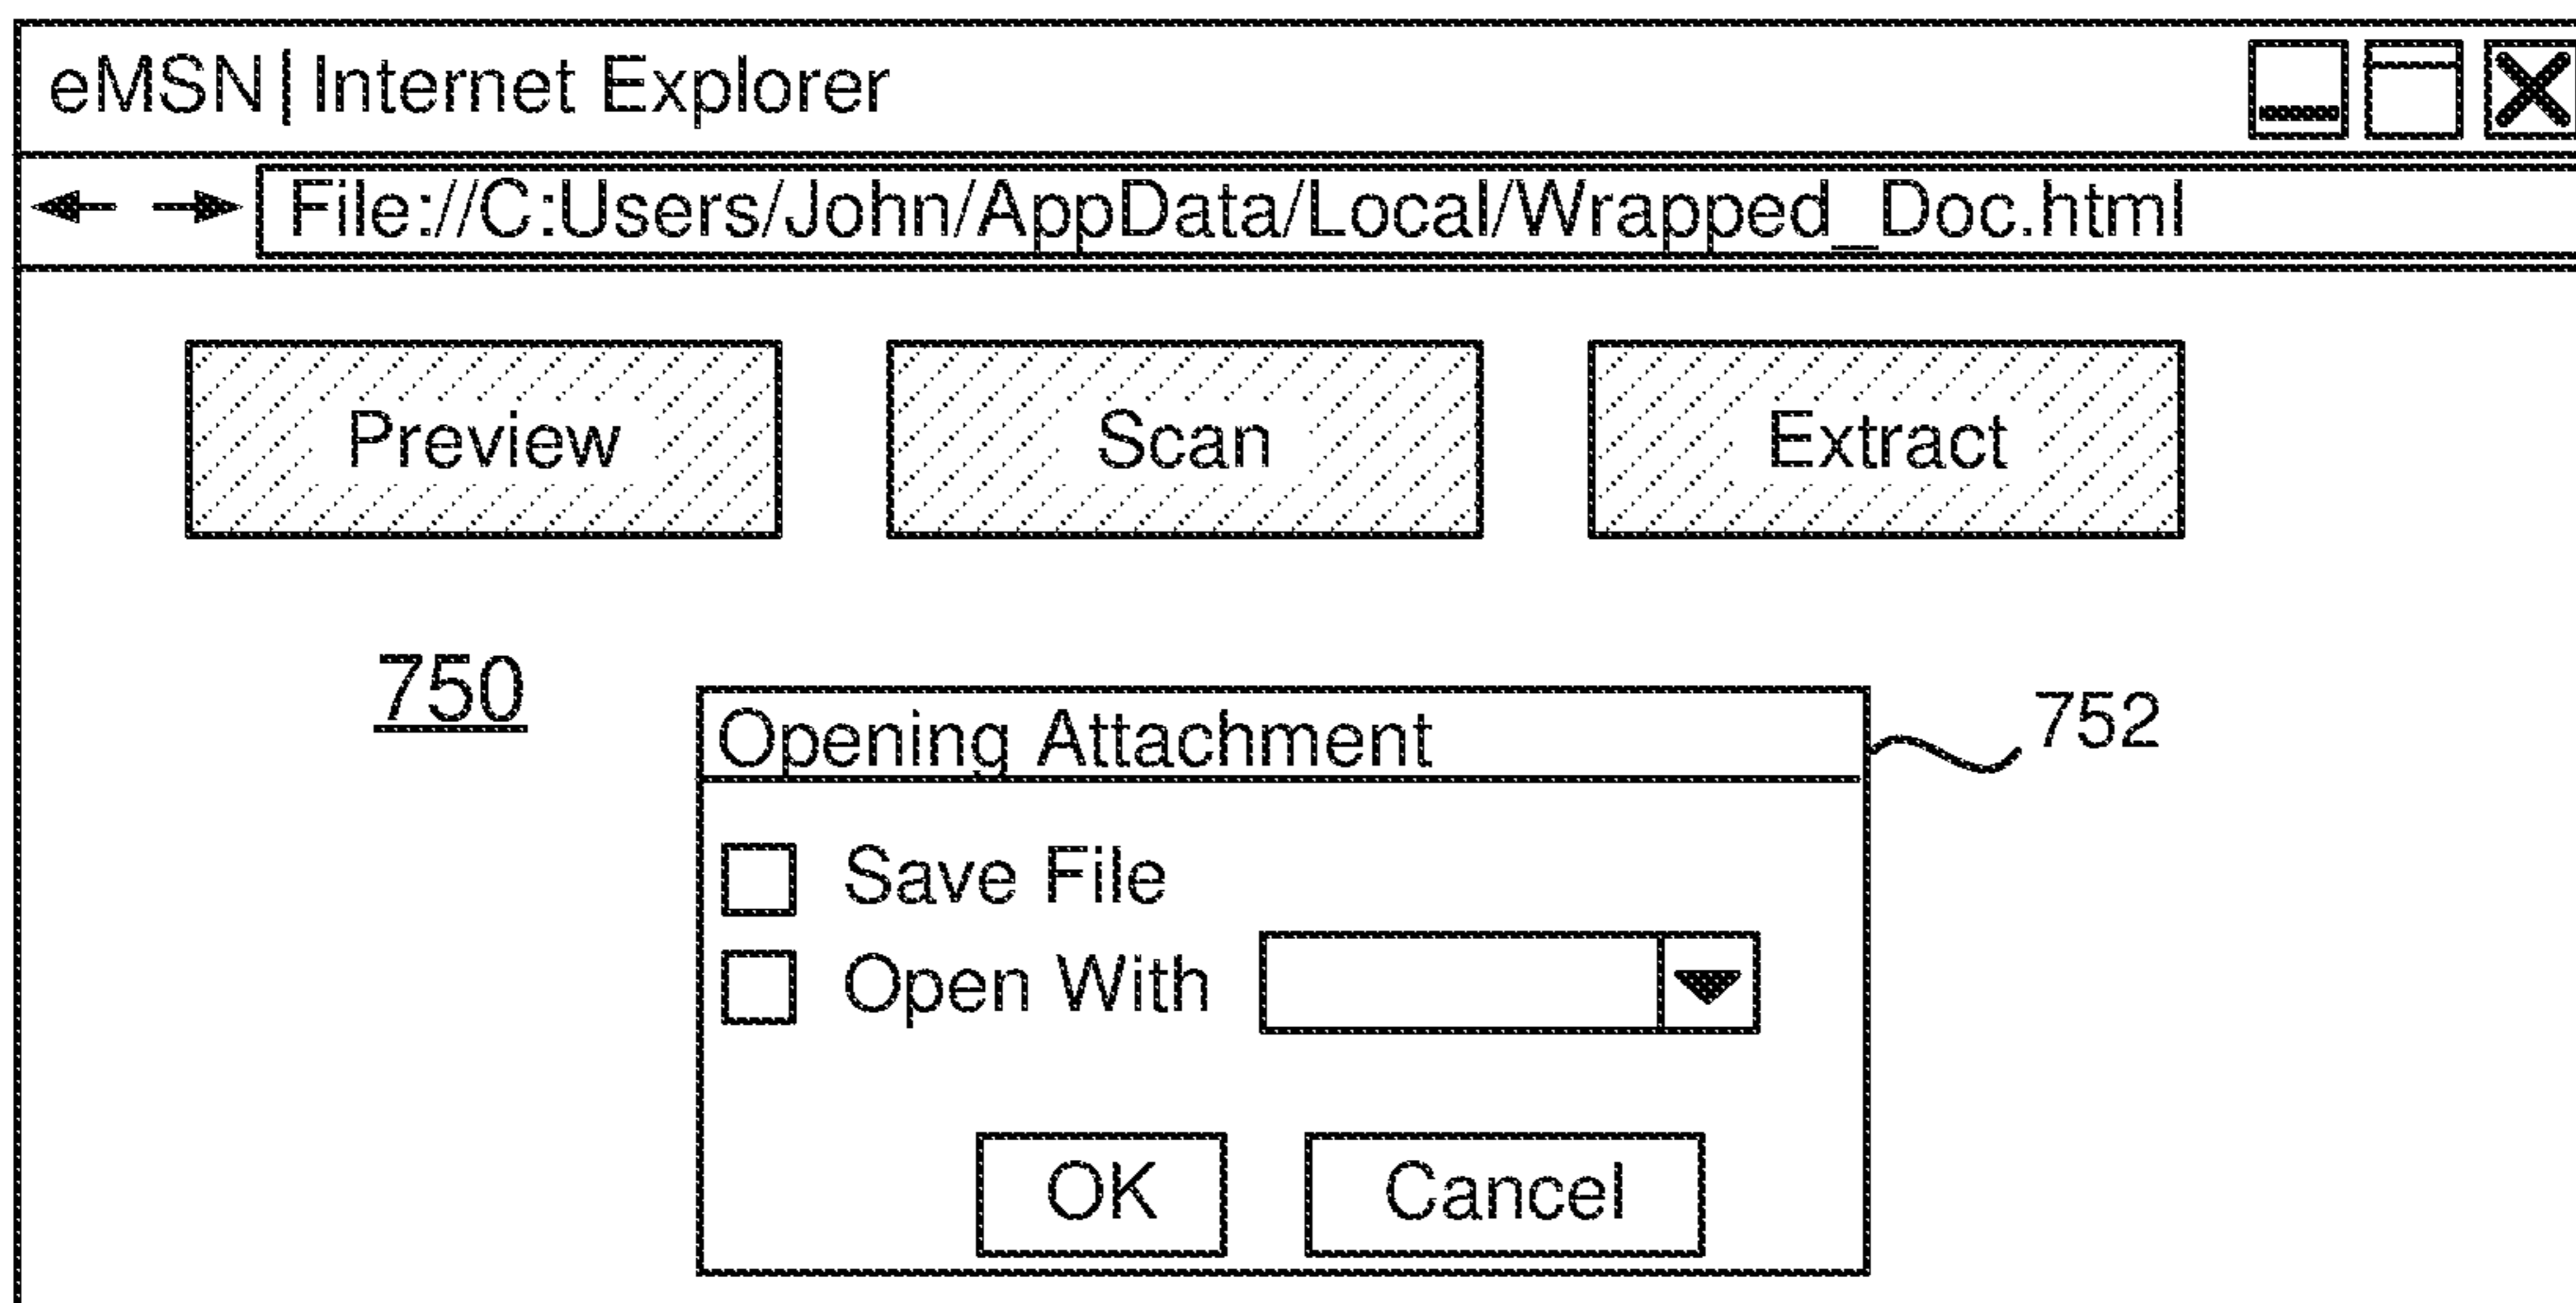 eMSN | Internet Explorer
File://C:Users/John/AppData/Local/Wrapped_Doc.html
Preview Scan Extract
750
Opening Attachment
752
Save File
Open With
OK Cancel